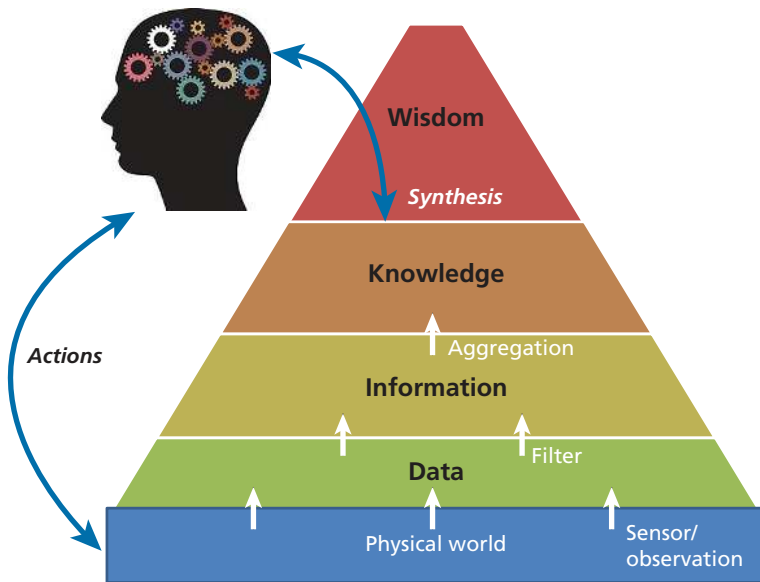 Wisdom
Synthesis
Knowledge
Aggregation
Actions
Information
Filter
Data
Physical world
Sensor/
observation